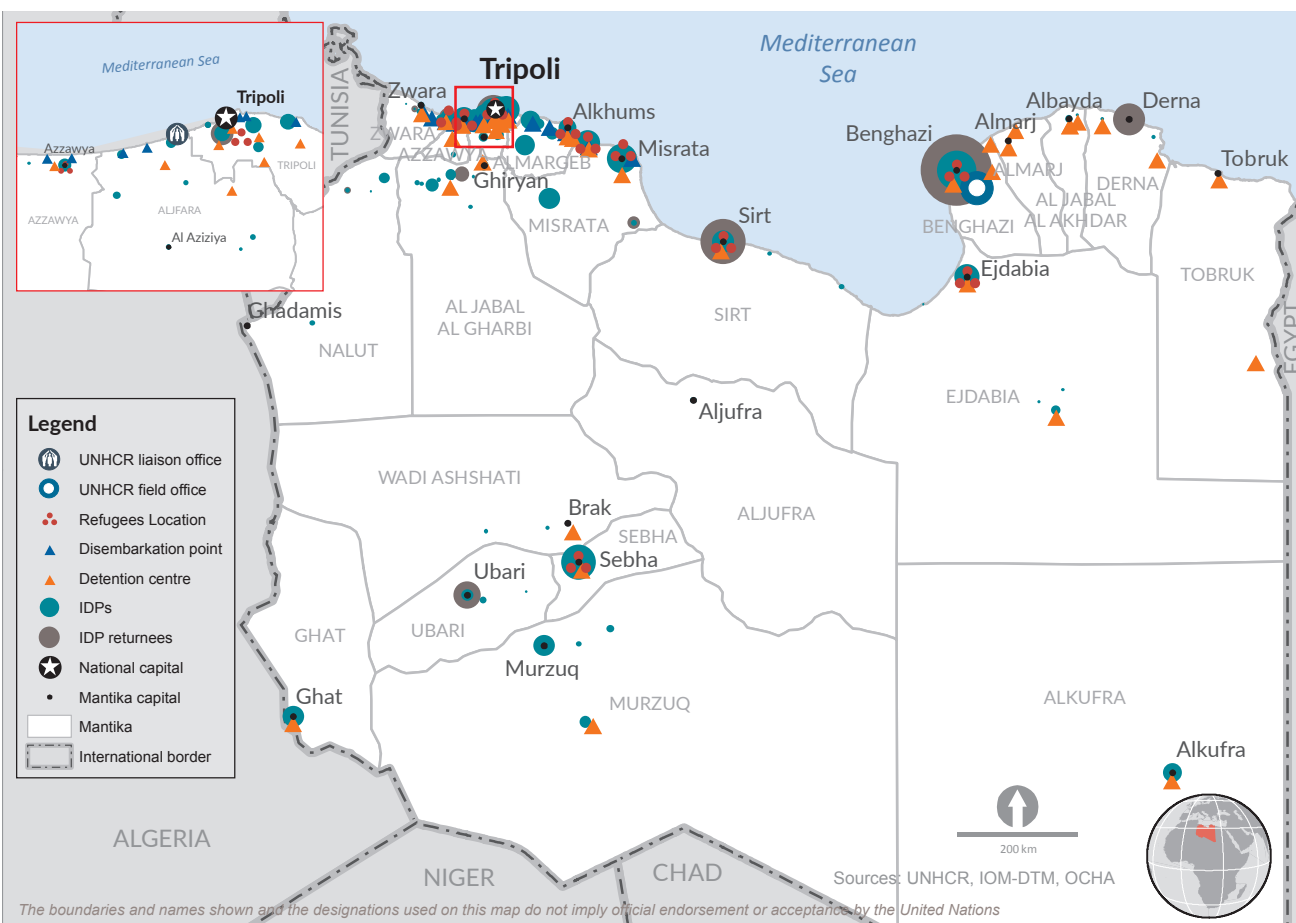 Mediterranean Sea
Tripoli
Azzawya
TRIPOLI
AZZAWYA
ALJFARA
Al Aziziya
TUNISIA
Mediterranean
Sea
Tripoli
Zwara
Alkhums
ZWARA
AZZAWYA
ALMARGEB
Misrata
Ghiryan
MISRATA
Albayda
Derna
Almarj
Benghazi
ALMARJ
Tobruk
DERNA
AL JABAL
AL AKHDAR
BENGHAZI
Sirt
Ejdabia
TOBRUK
EGYPT
Ghadamis
AL JABAL
AL GHARBI
SIRT
NALUT
EJDABIA
Aljufra
WADI ASHSHATI
Brak
SEBHA
ALJUFRA
Sebha
Ubari
UBARI
GHAT
Murzuq
Ghat
MURZUQ
ALKUFRA
Alkufra
Legend
UNHCR liaison office
UNHCR field office
Refugees Location
Disembarkation point
Detention centre
IDPs
IDP returnees
National capital
Mantika capital
Mantika
International border
ALGERIA
NIGER
CHAD
200 km
Sources: UNHCR, IOM-DTM, OCHA
The boundaries and names shown and the designations used on this map do not imply official endorsement or acceptance by the United Nations